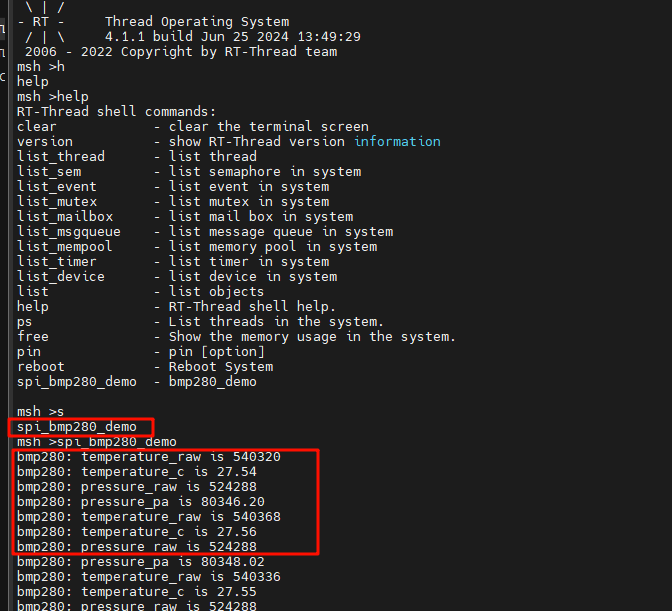 \ | /
- RT -     Thread Operating System
/ | \     4.1.1 build Jun 25 2024 13:49:29
2006 - 2022 Copyright by RT-Thread team
msh >h
help
msh >help
RT-Thread shell commands:
clear            - clear the terminal screen
version          - show RT-Thread version information
list_thread      - list thread
list_sem         - list semaphore in system
list_event       - list event in system
list_mutex       - list mutex in system
list_mailbox     - list mail box in system
list_msgqueue    - list message queue in system
list_mempool     - list memory pool in system
list_timer       - list timer in system
list_device      - list device in system
list             - list objects
help             - RT-Thread shell help.
ps               - List threads in the system.
free             - Show the memory usage in the system.
pin              - pin [option]
reboot           - Reboot System
spi_bmp280_demo  - bmp280_demo
msh >s
spi_bmp280_demo
msh >spi_bmp280_demo
bmp280: temperature_raw is 540320
bmp280: temperature_c is 27.54
bmp280: pressure_raw is 524288
bmp280: pressure_pa is 80346.20
bmp280: temperature_raw is 540368
bmp280: temperature_c is 27.56
bmp280: pressure_raw is 524288
bmp280: pressure_pa is 80348.02
bmp280: temperature_raw is 540336
bmp280: temperature_c is 27.55
bmp280: pressure_raw is 524288